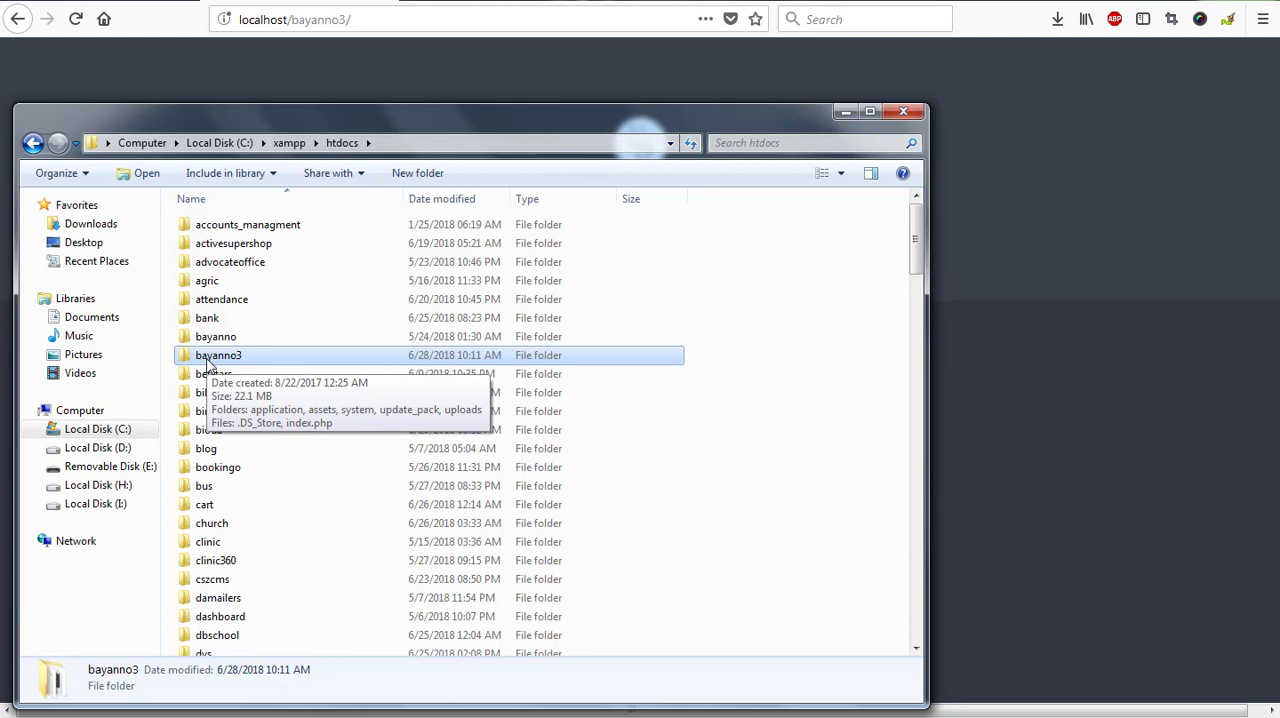 localhost/bayanno3/
Search
Computer
Local Disk (C:)
xampp
htdocs
Search htdocs
Organize
Open
Include in library
Share with
New folder
Name Date modified Type Size
Favorites
Downloads
Desktop
Recent Places
Libraries
Documents
Music
Pictures
Videos
Computer
Local Disk (C:)
Local Disk (D:)
Removable Disk (E:)
Local Disk (H:)
Local Disk (I:)
Network
accounts_managment 1/25/2018 06:19 AM File folder
activesupershop 6/19/2018 05:21 AM File folder
advocateoffice 5/23/2018 10:46 PM File folder
agric 5/16/2018 11:33 PM File folder
attendance 6/20/2018 10:45 PM File folder
bank 6/25/2018 08:23 PM File folder
bayanno 5/24/2018 01:30 AM File folder
bayanno3 6/28/2018 10:11 AM File folder
File folder
Date created: 8/22/2017 12:25 AM
Size: 22.1 MB
File folder
Folders: application, assets, system, update_pack, uploads
File folder
Files: .DS_Store, index.php
File folder
blog 5/7/2018 05:04 AM File folder
bookingo 5/26/2018 11:31 PM File folder
bus 5/27/2018 08:33 PM File folder
cart 6/26/2018 12:14 AM File folder
church 6/26/2018 03:33 AM File folder
clinic 5/15/2018 03:36 AM File folder
clinic360 5/27/2018 09:15 PM File folder
cszcms 6/23/2018 08:50 PM File folder
damailers 5/7/2018 11:54 PM File folder
dashboard 5/6/2018 10:07 PM File folder
dbschool 6/25/2018 12:04 AM File folder
6/25/2018 02:08 PM File folder
bayanno3 Date modified: 6/28/2018 10:11 AM
File folder